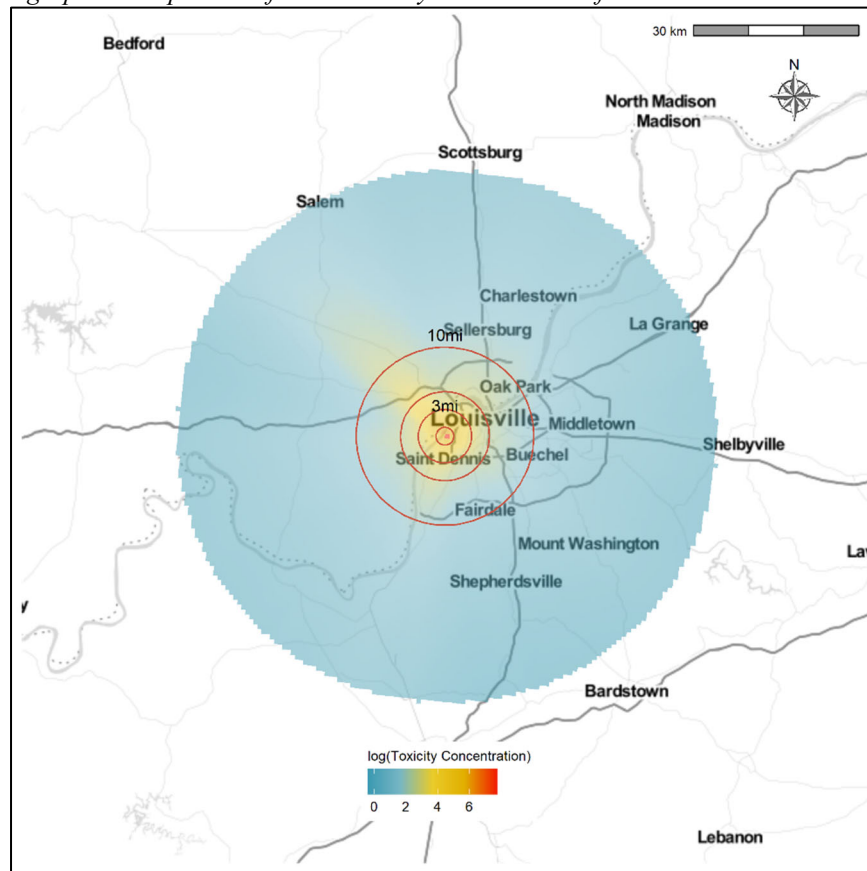 Bedford
30 km
N
North Madison
Madison
Scottsburg
Salem
Charlestown
La Grange
Sellersburg
10mi
Oak Park
3mi
Louisville
Middletown
Shelbyville
Saint Dennis
Buechel
Fairdale
Mount Washington
Shepherdsville
Bardstown
log(Toxicity Concentration)
0 2 4 6
Lebanon